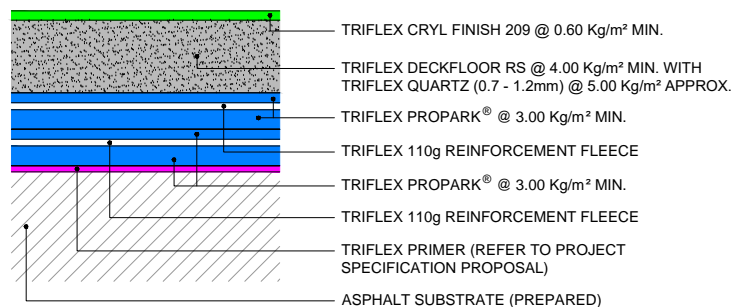 TRIFLEX CRYL FINISH 209 @ 0.60 Kg/m² MIN.
TRIFLEX DECKFLOOR RS @ 4.00 Kg/m² MIN. WITH
TRIFLEX QUARTZ (0.7 - 1.2mm) @ 5.00 Kg/m² APPROX.
TRIFLEX PROPARK® @ 3.00 Kg/m² MIN.
TRIFLEX 110g REINFORCEMENT FLEECE
TRIFLEX PROPARK® @ 3.00 Kg/m² MIN.
TRIFLEX 110g REINFORCEMENT FLEECE
TRIFLEX PRIMER (REFER TO PROJECT
SPECIFICATION PROPOSAL)
ASPHALT SUBSTRATE (PREPARED)